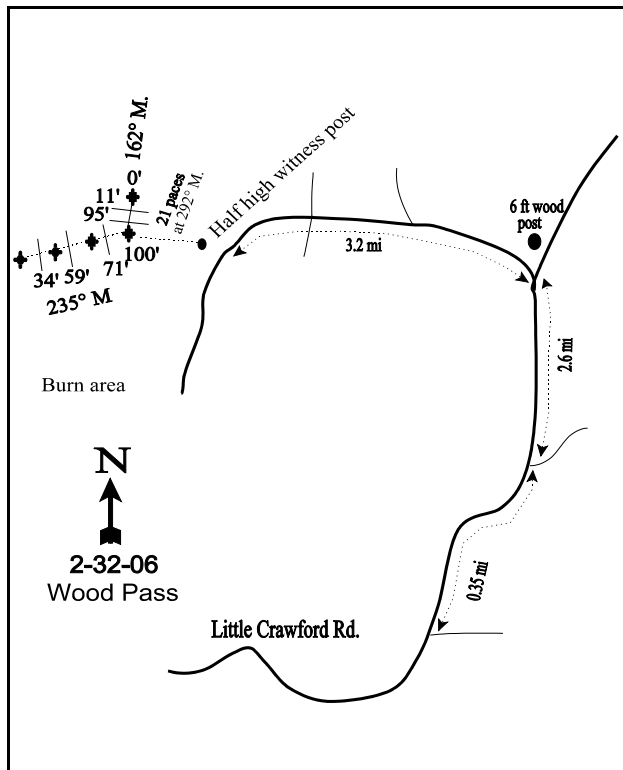 162° M.
0'
11'
95'
21 paces
at 292° M.
Half high witness post
100'
71'
59'
34'
235° M
6 ft wood
post
3.2 mi
2.6 mi
Burn area
N
2-32-06
Wood Pass
0.35 mi
Little Crawford Rd.